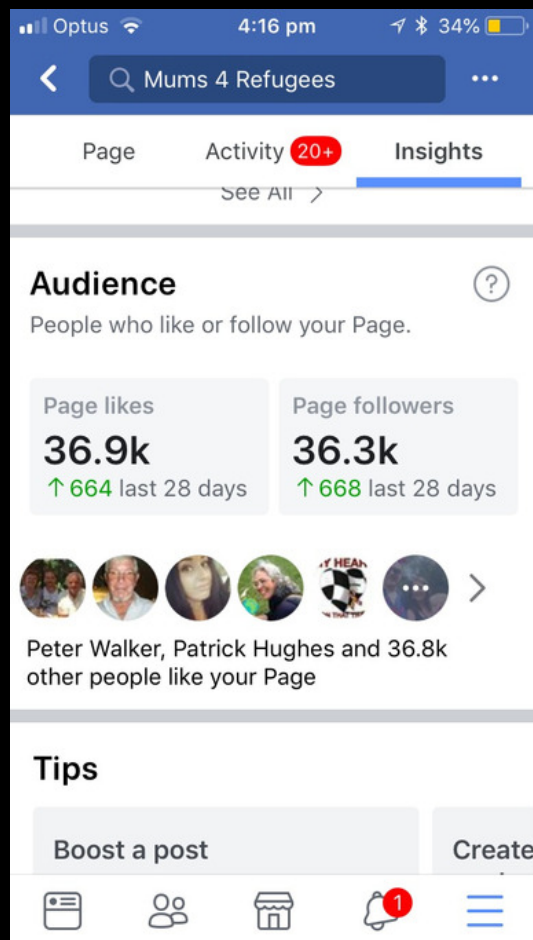 Optus 4:16 pm 34%
Mums 4 Refugees
Page Activity 20+ Insights
See All
Audience
People who like or follow your Page.
Page likes Page followers
36.9k 36.3k
↑ 664 last 28 days ↑ 668 last 28 days
Peter Walker, Patrick Hughes and 36.8k
other people like your Page
Tips
Boost a post Create
1